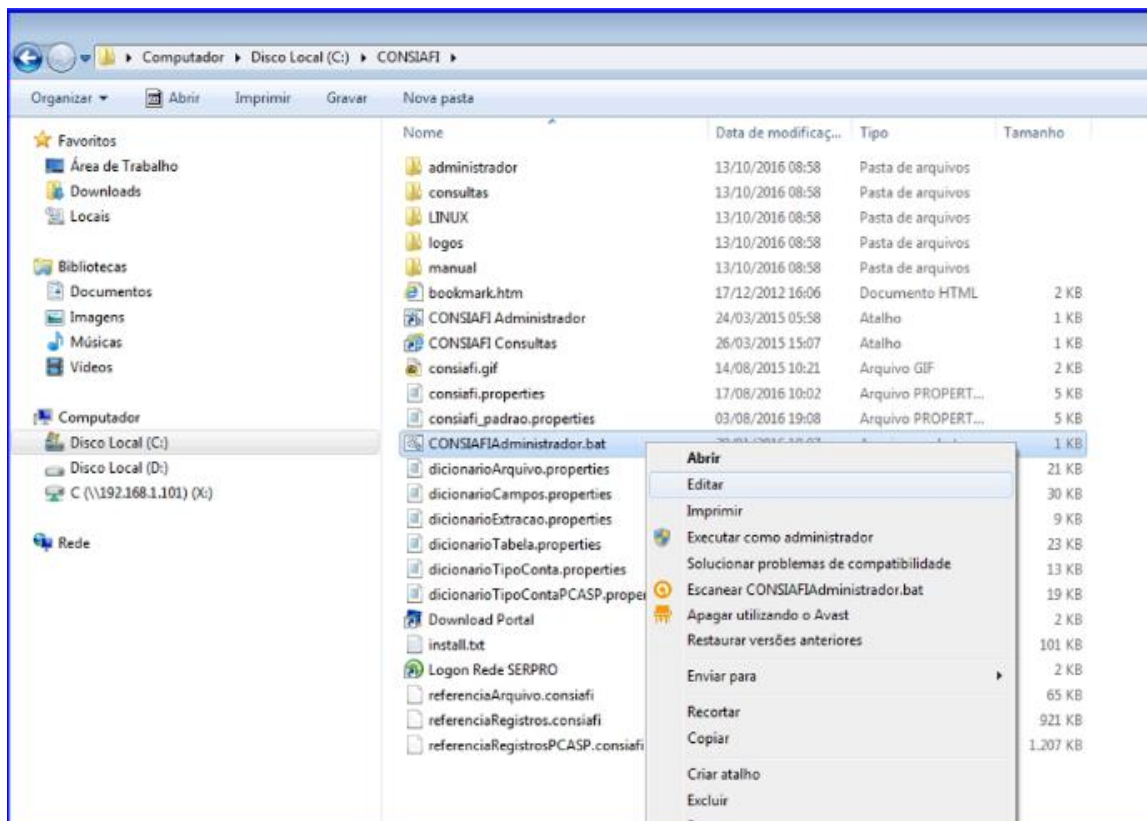 Computador Disco Local (C:) CONSIAFI
Organizar Abrir Imprimir Gravar Nova pasta
Favoritos
Área de Trabalho
Downloads
Locais
Bibliotecas
Documentos
Imagens
Músicas
Vídeos
Computador
Disco Local (C:)
Disco Local (D:)
C (\\192.168.1.101) (X:)
Rede
Nome Data de modificaç... Tipo Tamanho
administrador 13/10/2016 08:58 Pasta de arquivos
consultas 13/10/2016 08:58 Pasta de arquivos
LINUX 13/10/2016 08:58 Pasta de arquivos
logos 13/10/2016 08:58 Pasta de arquivos
manual 13/10/2016 08:58 Pasta de arquivos
bookmark.htm 17/12/2012 16:06 Documento HTML 2 KB
CONSIAFI Administrador 24/03/2015 05:58 Atalho 1 KB
CONSIAFI Consultas 26/03/2015 15:07 Atalho 1 KB
consiafi.gif 14/08/2015 10:21 Arquivo GIF 2 KB
consiafi.properties 17/08/2016 10:02 Arquivo PROPERT... 5 KB
consiafi_padrao.properties 03/08/2016 19:08 Arquivo PROPERT... 5 KB
CONSIAFIAdministrador.bat 1 KB
dicionarioArquivo.properties 21 KB
dicionarioCampos.properties 30 KB
dicionarioExtracao.properties 9 KB
dicionarioTabela.properties 23 KB
dicionarioTipoConta.properties 13 KB
dicionarioTipoContaPCASP.proper 19 KB
Download Portal 2 KB
install.txt 101 KB
Logon Rede SERPRO 2 KB
referenciaArquivo.consiafi 65 KB
referenciaRegistros.consiafi 921 KB
referenciaRegistrosPCASP.consiafi 1.207 KB
Abrir
Editar
Imprimir
Executar como administrador
Solucionar problemas de compatibilidade
Escanear CONSIAFIAdministrador.bat
Apagar utilizando o Avast
Restaurar versões anteriores
Enviar para
Recortar
Copiar
Criar atalho
Excluir